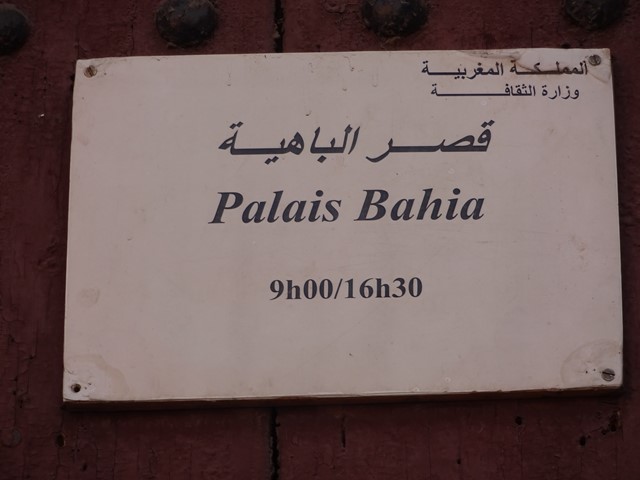 المملكة المغربية
وزارة الثقافة
قصر الباهية
Palais Bahia
9h00/16h30